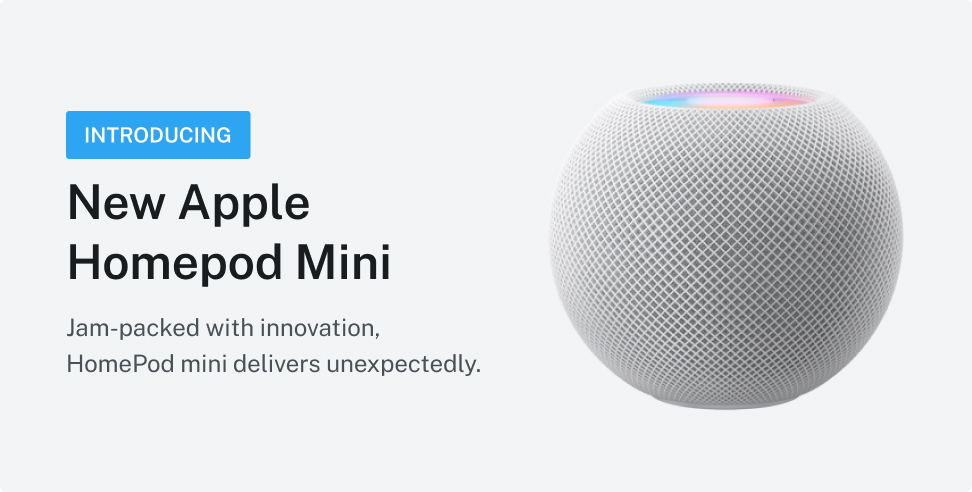 INTRODUCING
New Apple
Homepod Mini
Jam-packed with innovation,
HomePod mini delivers unexpectedly.